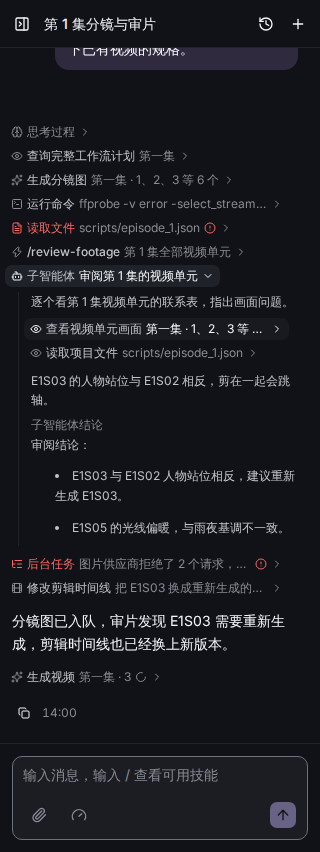 第 1 集分镜与审片
下已有视频的规格。
思考过程
查询完整工作流计划 第一集
生成分镜图 第一集 · 1、2、3 等 6 个
运行命令 ffprobe -v error -select_stream...
读取文件 scripts/episode_1.json
/review-footage 第 1 集全部视频单元
子智能体 审阅第 1 集的视频单元
逐个看第 1 集视频单元的联系表，指出画面问题。
查看视频单元画面 第一集 · 1、2、3 等 ...
读取项目文件 scripts/episode_1.json
E1S03 的人物站位与 E1S02 相反，剪在一起会跳
轴。
子智能体结论
审阅结论：
• E1S03 与 E1S02 人物站位相反，建议重新
生成 E1S03。
• E1S05 的光线偏暖，与雨夜基调不一致。
后台任务 图片供应商拒绝了 2 个请求，...
修改剪辑时间线 把 E1S03 换成重新生成的...
分镜图已入队，审片发现 E1S03 需要重新生
成，剪辑时间线也已经换上新版本。
生成视频 第一集 · 3
14:00
输入消息，输入 / 查看可用技能